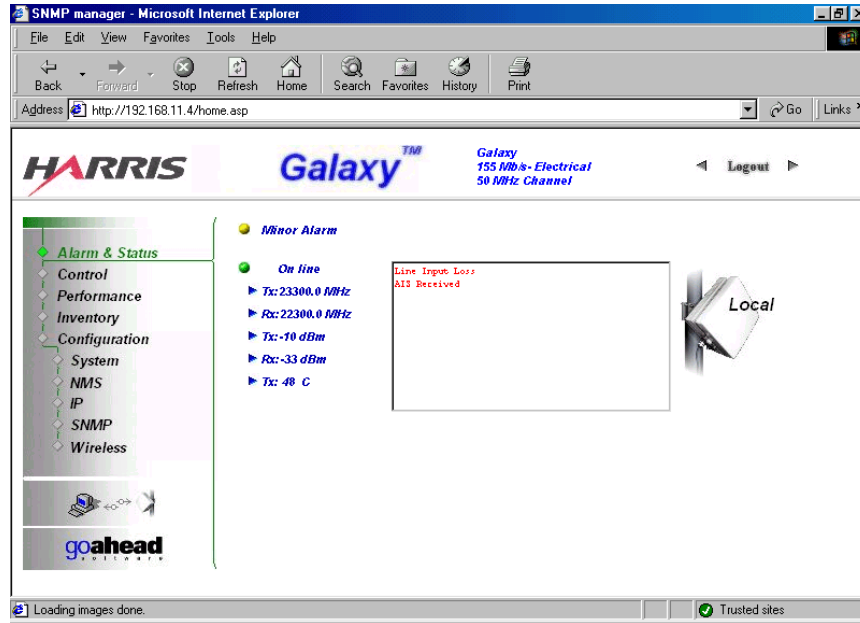 SNMP manager - Microsoft Internet Explorer
File Edit View Favorites Tools Help
Back Forward Stop Refresh Home Search Favorites History Print
Address http://192.168.11.4/home.asp Go Links
HARRIS
Galaxy™
Galaxy
155 Mb/s- Electrical
50 MHz Channel
Logout
Alarm & Status
Control
Performance
Inventory
Configuration
System
NMS
IP
SNMP
Wireless
goahead
software
Minor Alarm
On line
Tx:23300.0 MHz
Rx:22300.0 MHz
Tx:-10 dBm
Rx:-33 dBm
Tx: 48 C
Line Input Loss
AIS Received
Local
Loading images done.
Trusted sites